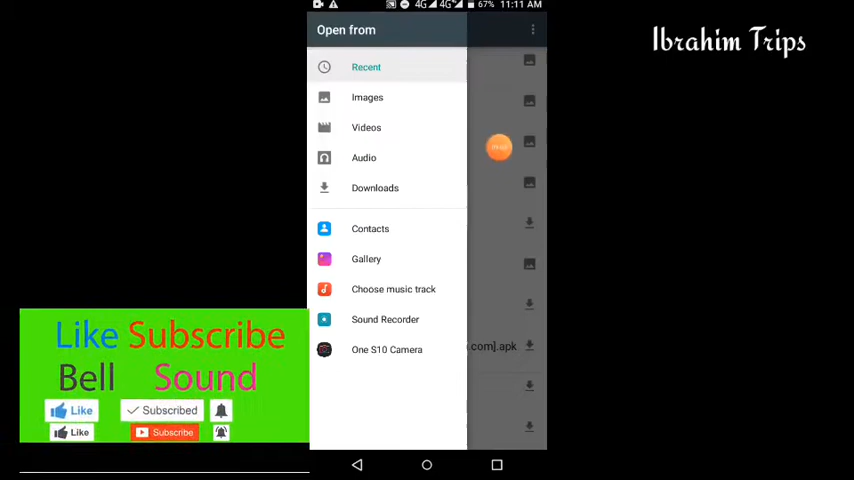 4G 4G 67% 11:11 AM
Open from
Ibrahim Trips
Recent
Images
Videos
Audio
Downloads
Contacts
Gallery
Choose music track
Sound Recorder
One S10 Camera
com].apk
Like Subscribe
Bell Sound
Like Subscribed
Like Subscribe